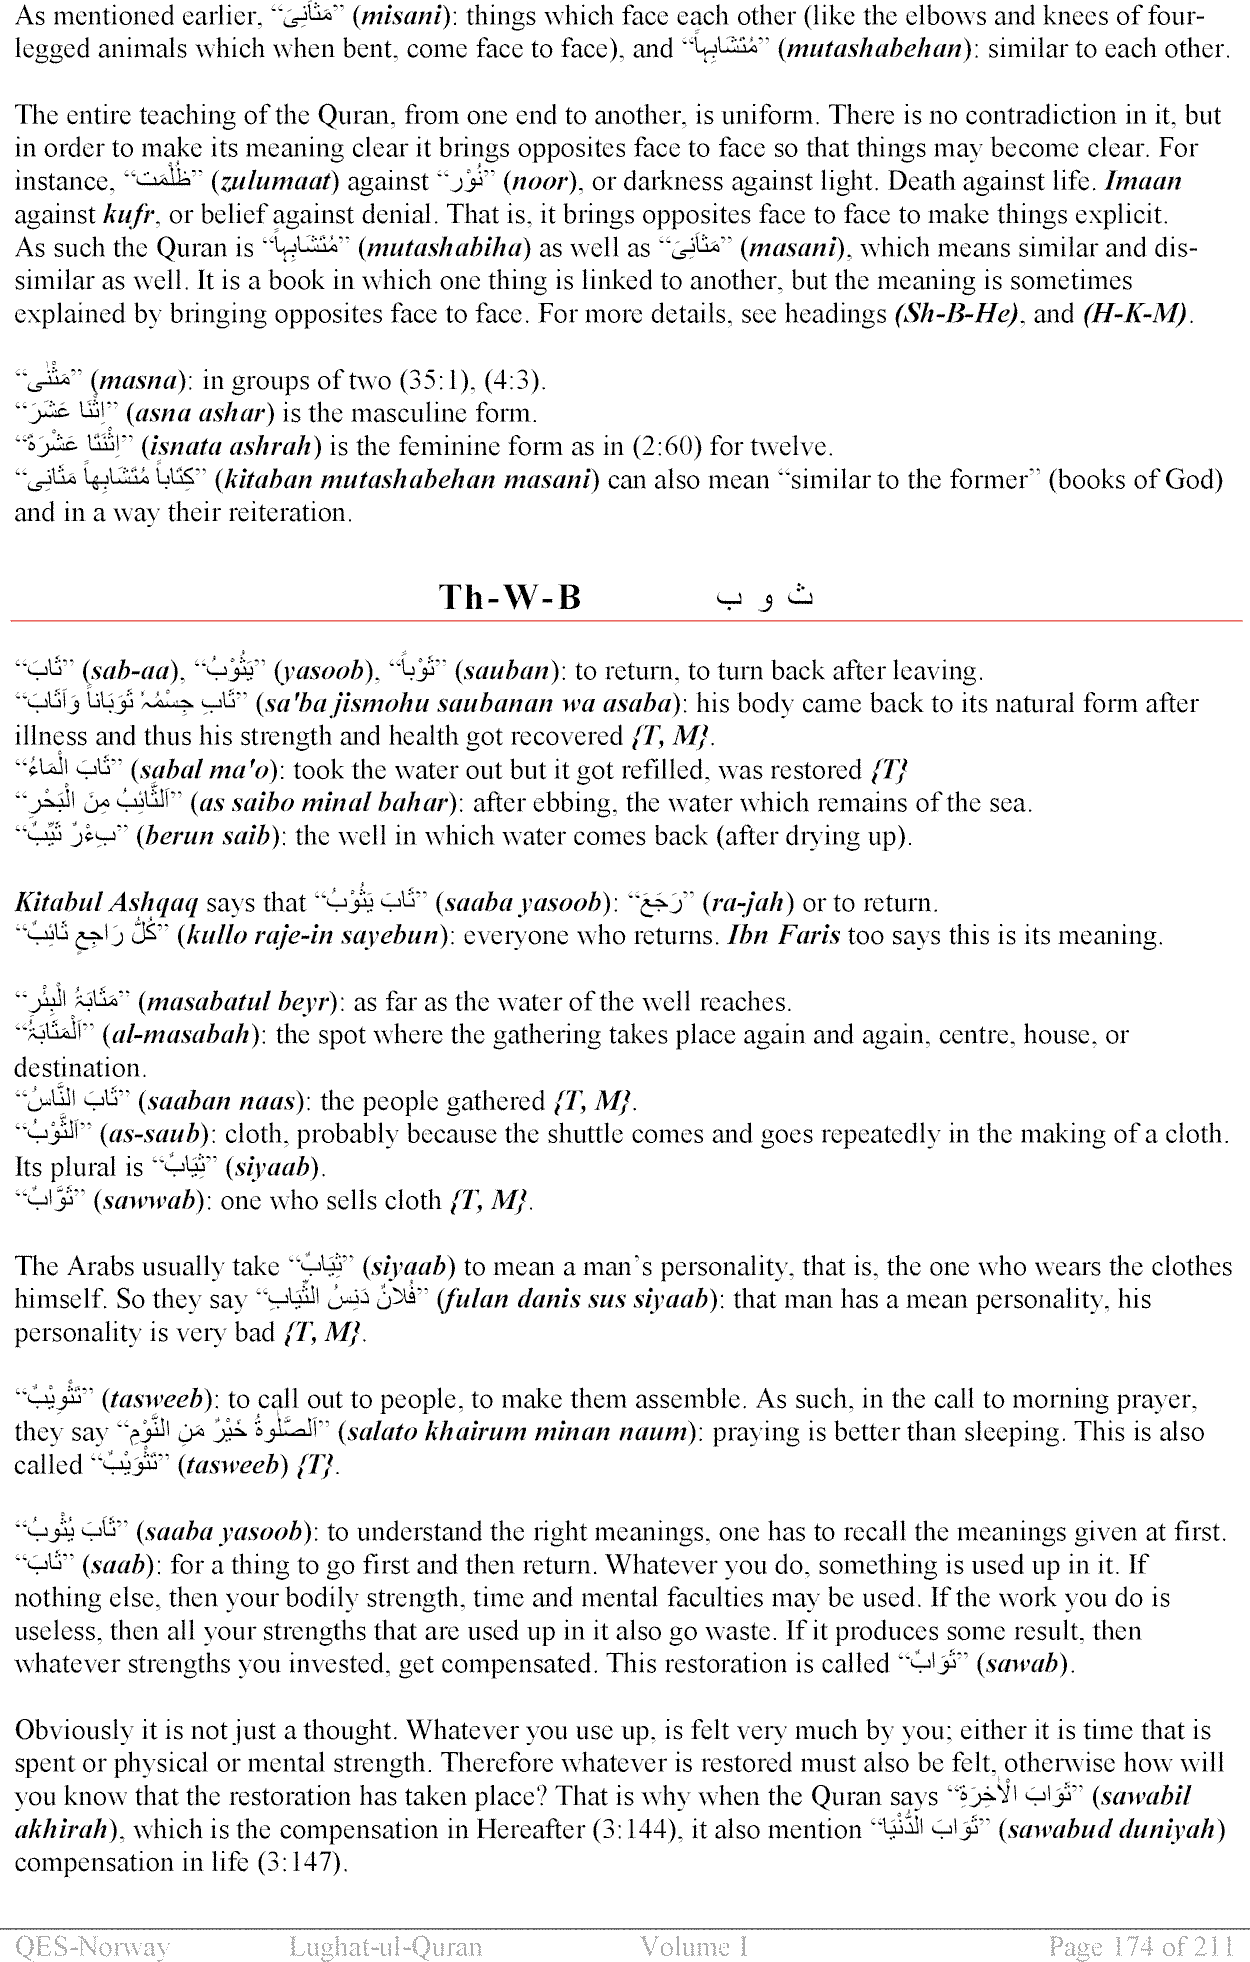 As mentioned earlier, “مَثَانِیَ” (misani): things which face each other (like the elbows and knees of four-
legged animals which when bent, come face to face), and “مُتَشَابِہاً” (mutashabehan): similar to each other.
The entire teaching of the Quran, from one end to another, is uniform. There is no contradiction in it, but
in order to make its meaning clear it brings opposites face to face so that things may become clear. For
instance, “ظُلُمٰت” (zulumaat) against “نُوْر” (noor), or darkness against light. Death against life. Imaan
against kufr, or belief against denial. That is, it brings opposites face to face to make things explicit.
As such the Quran is “مُتَشَابِہاً” (mutashabiha) as well as “مَثَانِیَ” (masani), which means similar and dis-
similar as well. It is a book in which one thing is linked to another, but the meaning is sometimes
explained by bringing opposites face to face. For more details, see headings (Sh-B-He), and (H-K-M).
“مَثْنٰی” (masna): in groups of two (35:1), (4:3).
“اِثْنَا عَشَرَ” (asna ashar) is the masculine form.
“اِثْنَتَا عَشْرَۃَ” (isnata ashrah) is the feminine form as in (2:60) for twelve.
“كِتَاباً مُتَشَابِهاً مَثَانِی” (kitaban mutashabehan masani) can also mean “similar to the former” (books of God)
and in a way their reiteration.
Th-W-B ث و ب
“ثَابَ” (sab-aa), “يَثُوْبُ” (yasoob), “ثَوْباً” (sauban): to return, to turn back after leaving.
“ثَابِ جِسْمُہٗ ثَوَبَاناً وَاَثَابَ” (sa'ba jismohu saubanan wa asaba): his body came back to its natural form after
illness and thus his strength and health got recovered {T, M}.
“ثَابَ الْمَاءُ” (sabal ma'o): took the water out but it got refilled, was restored {T}
“اَلثَّائِبُ مِنَ الْبَحْرِ” (as saibo minal bahar): after ebbing, the water which remains of the sea.
“بِءْرٌ ثَيِّبٌ” (berun saib): the well in which water comes back (after drying up).
Kitabul Ashqaq says that “ثَابَ يَثُوْبُ” (saaba yasoob): “رَجَعَ” (ra-jah) or to return.
“كُلُّ رَاجِعٍ ثَائِبٌ” (kullo raje-in sayebun): everyone who returns. Ibn Faris too says this is its meaning.
“مَثَابَۃُ الْبِئْرِ” (masabatul beyr): as far as the water of the well reaches.
“اَلْمَثَابَۃُ” (al-masabah): the spot where the gathering takes place again and again, centre, house, or
destination.
“ثَابَ النَّاسُ” (saaban naas): the people gathered {T, M}.
“اَلثَّوْبُ” (as-saub): cloth, probably because the shuttle comes and goes repeatedly in the making of a cloth.
Its plural is “ثِيَابٌ” (siyaab).
“ثَوَّابٌ” (sawwab): one who sells cloth {T, M}.
The Arabs usually take “ثِيَابٌ” (siyaab) to mean a man’s personality, that is, the one who wears the clothes
himself. So they say “فُلَانٌ دَنِسُ الثِّيَابِ” (fulan danis sus siyaab): that man has a mean personality, his
personality is very bad {T, M}.
“تَثْوِيْبٌ” (tasweeb): to call out to people, to make them assemble. As such, in the call to morning prayer,
they say “اَلصَّلٰوۃُ خَيْرٌ مِنِ النَّوْمِ” (salato khairum minan naum): praying is better than sleeping. This is also
called “تَثْوِيْبٌ” (tasweeb) {T}.
“ثَابَ يَثُوبُ” (saaba yasoob): to understand the right meanings, one has to recall the meanings given at first.
“ثَابَ” (saab): for a thing to go first and then return. Whatever you do, something is used up in it. If
nothing else, then your bodily strength, time and mental faculties may be used. If the work you do is
useless, then all your strengths that are used up in it also go waste. If it produces some result, then
whatever strengths you invested, get compensated. This restoration is called “ثَوَابٌ” (sawab).
Obviously it is not just a thought. Whatever you use up, is felt very much by you; either it is time that is
spent or physical or mental strength. Therefore whatever is restored must also be felt, otherwise how will
you know that the restoration has taken place? That is why when the Quran says “ثَوَابَ الْاٰخِرَۃِ” (sawabil
akhirah), which is the compensation in Hereafter (3:144), it also mention “ثَوَابَ الدُّنْيَا” (sawabud duniyah)
compensation in life (3:147).
QES-Norway Lughat-ul-Quran Volume I Page 174 of 211